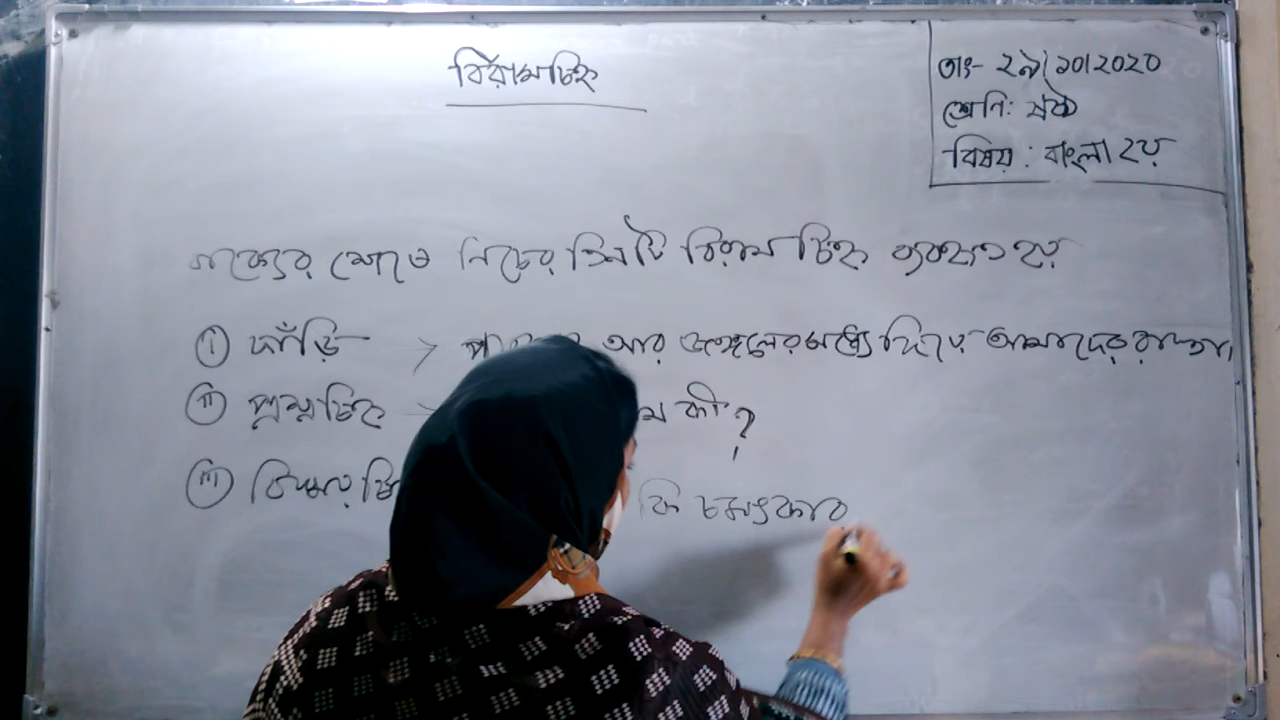 বিরামচিহ্ন
তাং- ২৯/১০/২০২০
শ্রেণি: ষষ্ঠ
বিষয়: বাংলা ২য়
বাক্যের শেষে নিচের তিনটি বিরাম চিহ্ন ব্যবহৃত হয়
(i) দাঁড়ি > আর জঙ্গলের মধ্যে দিয়ে আমাদের রাস্তা।
(ii) প্রশ্নচিহ্ন > ম কী?
(iii) বিস্ময় চি কি চমৎকার